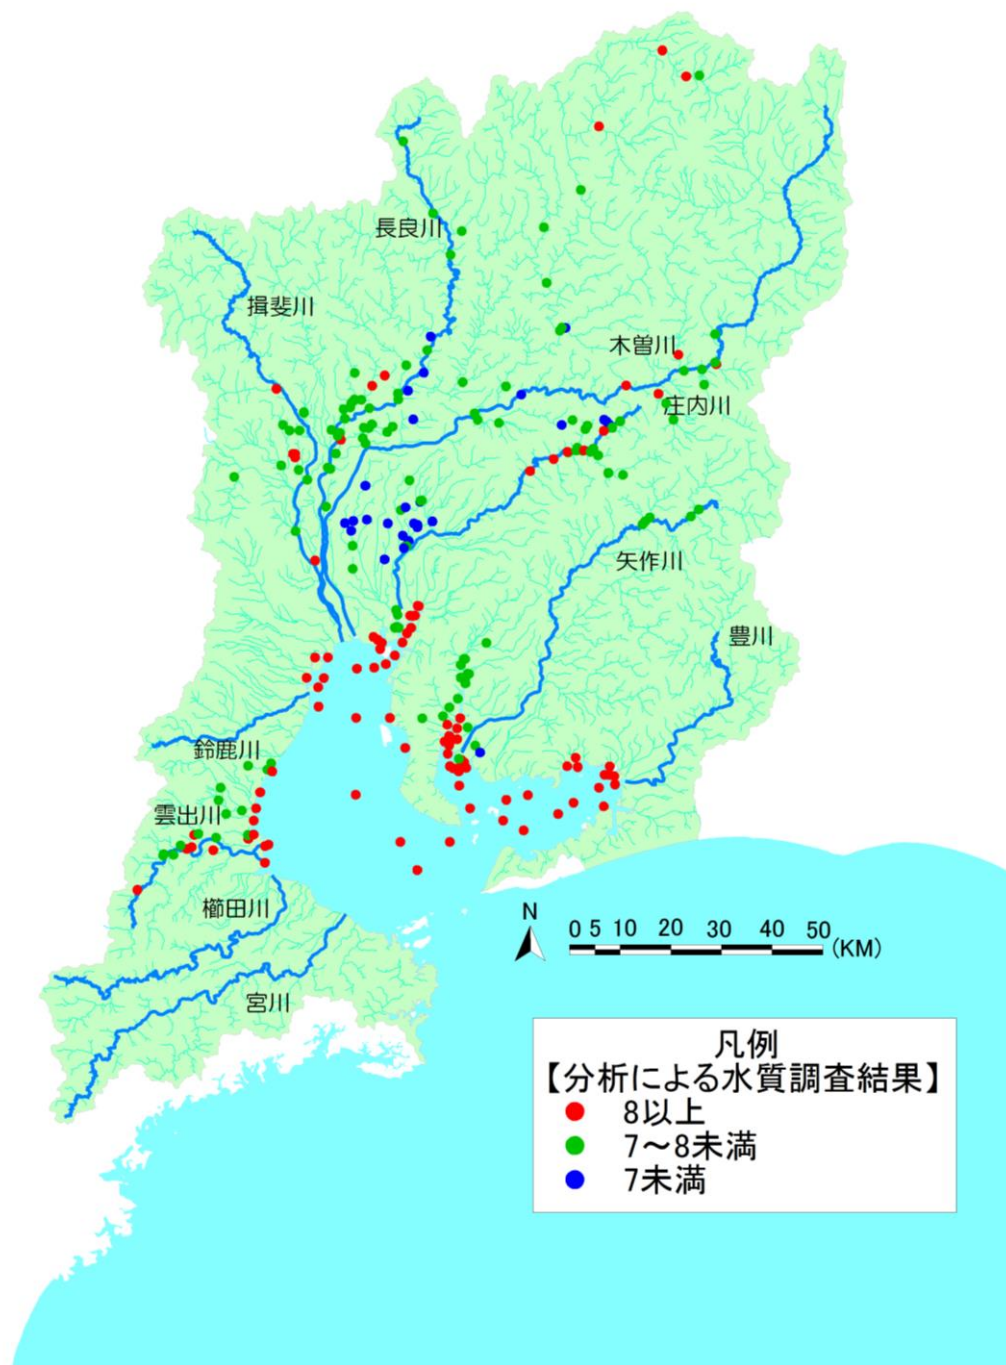 長良川
揖斐川
木曽川
庄内川
矢作川
豊川
鈴鹿川
雲出川
櫛田川
宮川
N
0 5 10 20 30 40 50
(KM)
凡例
【分析による水質調査結果】
8以上
7～8未満
7未満